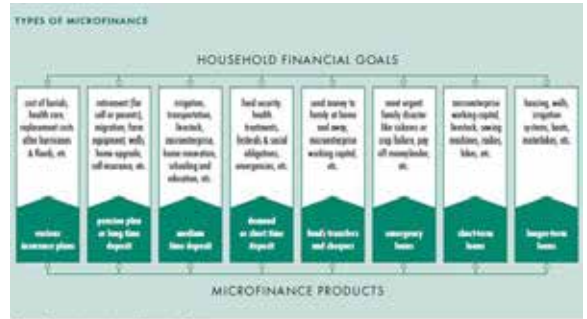 TYPES OF MICROFINANCE
HOUSEHOLD FINANCIAL GOALS
cost of burials,
health care,
replacement costs
after hurricanes
& floods, etc.
retirement (for
self or parents),
migration, farm
equipment, wells,
home upgrade,
self-insurance, etc.
irrigation,
transportation,
livestock,
microenterprise,
home renovation,
schooling and
education, etc.
food security,
health
treatments,
festivals & social
obligations,
emergencies, etc.
send money to
family at home
and away,
microenterprise
working capital, etc.
meet urgent
family disaster
like sickness or
crop failure, pay
off moneylender,
etc.
microenterprise
working capital,
livestock, sewing
machines, radios,
bikes, etc.
housing, wells,
irrigation
systems, boats,
motorbikes, etc.
various
insurance plans
pension plan
or long time
deposit
medium
time deposit
demand
or short time
deposit
funds transfers
and cheques
emergency
loans
short-term
loans
longer-term
loans
MICROFINANCE PRODUCTS